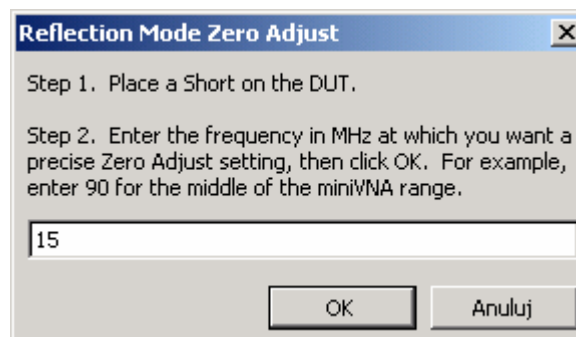 Reflection Mode Zero Adjust
Step 1. Place a Short on the DUT.
Step 2. Enter the frequency in MHz at which you want a
precise Zero Adjust setting, then click OK. For example,
enter 90 for the middle of the miniVNA range.
15
OK
Anuluj